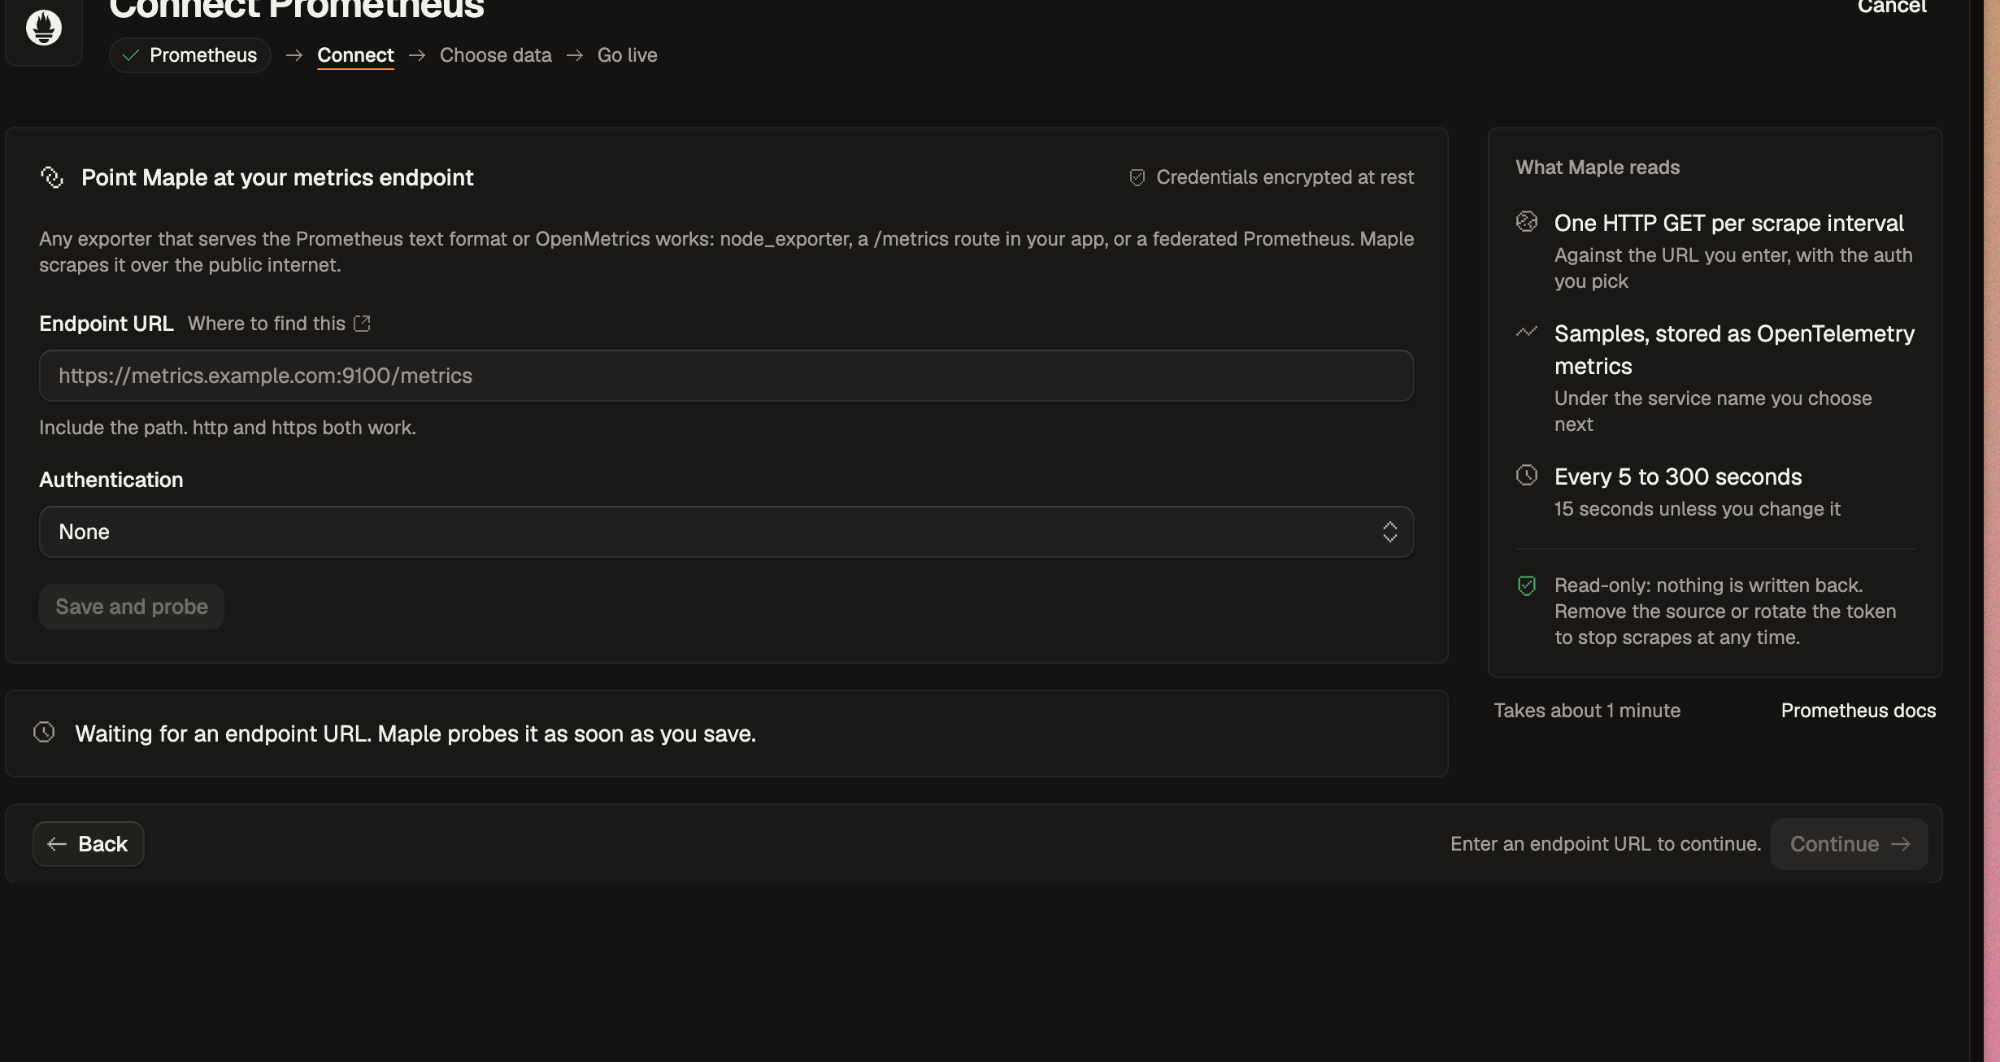 Connect Prometheus
Cancel
Prometheus → Connect → Choose data → Go live
Point Maple at your metrics endpoint
Credentials encrypted at rest
Any exporter that serves the Prometheus text format or OpenMetrics works: node_exporter, a /metrics route in your app, or a federated Prometheus. Maple
scrapes it over the public internet.
Endpoint URL Where to find this
https://metrics.example.com:9100/metrics
Include the path. http and https both work.
Authentication
None
Save and probe
Waiting for an endpoint URL. Maple probes it as soon as you save.
What Maple reads
One HTTP GET per scrape interval
Against the URL you enter, with the auth
you pick
Samples, stored as OpenTelemetry
metrics
Under the service name you choose
next
Every 5 to 300 seconds
15 seconds unless you change it
Read-only: nothing is written back.
Remove the source or rotate the token
to stop scrapes at any time.
Takes about 1 minute
Prometheus docs
← Back
Enter an endpoint URL to continue.
Continue →